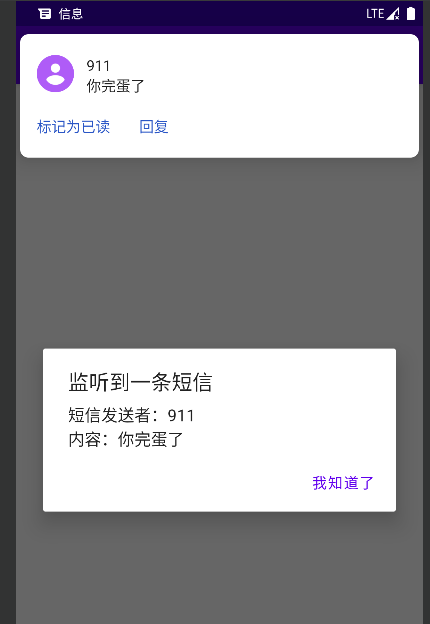 信息 LTE
911
你完蛋了
标记为已读 回复
监听到一条短信
短信发送者：911
内容：你完蛋了
我知道了